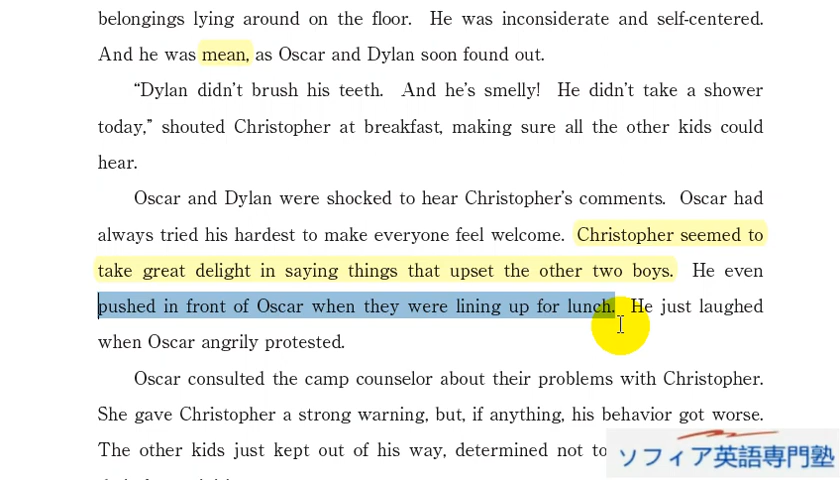 belongings lying around on the floor. He was inconsiderate and self-centered.
And he was mean, as Oscar and Dylan soon found out.
“Dylan didn’t brush his teeth. And he’s smelly! He didn’t take a shower
today,” shouted Christopher at breakfast, making sure all the other kids could
hear.
Oscar and Dylan were shocked to hear Christopher’s comments. Oscar had
always tried his hardest to make everyone feel welcome. Christopher seemed to
take great delight in saying things that upset the other two boys. He even
pushed in front of Oscar when they were lining up for lunch. He just laughed
when Oscar angrily protested.
Oscar consulted the camp counselor about their problems with Christopher.
She gave Christopher a strong warning, but, if anything, his behavior got worse.
The other kids just kept out of his way, determined not to
ソフィア英語専門塾